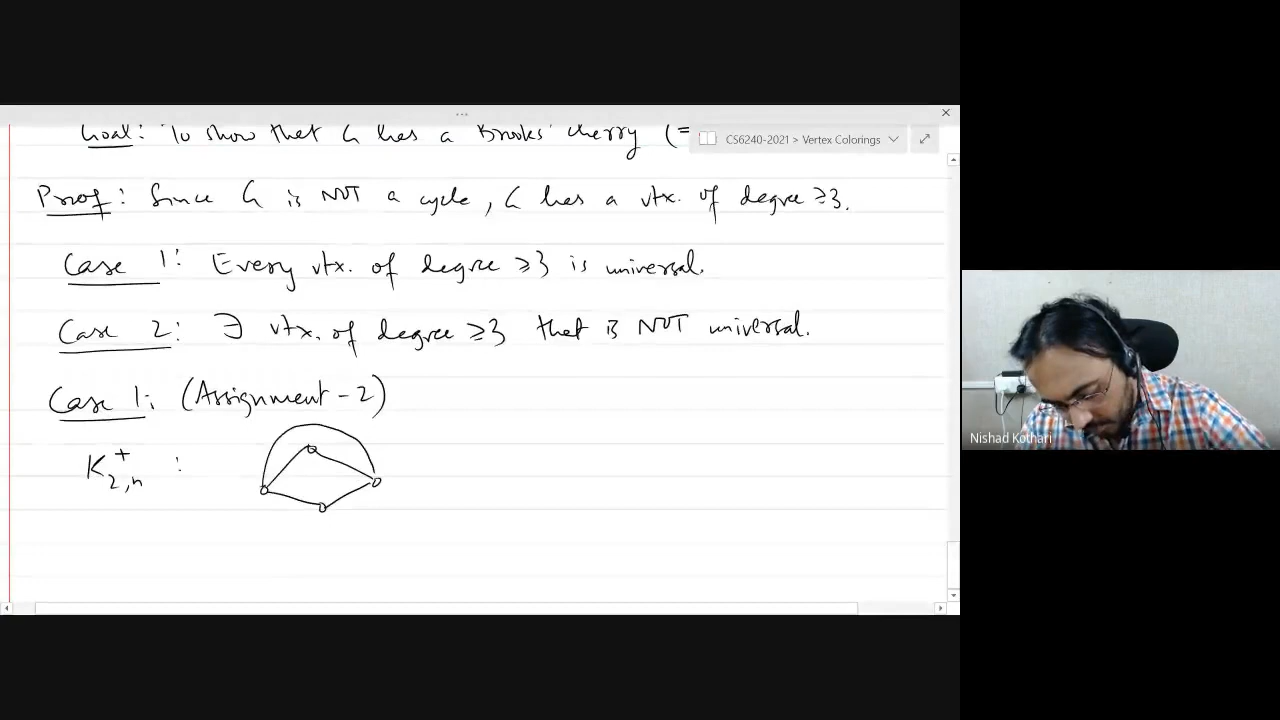 Goal: To show that G has a Brooks' cherry (=
CS6240-2021 > Vertex Colorings
Proof: Since G is NOT a cycle, G has a vtx. of degree ≥3.
Case 1: Every vtx. of degree ≥3 is universal.
Case 2: ∃ vtx. of degree ≥3 that is NOT universal.
Case 1: (Assignment-2)
K⁺₂,ₙ :
Nishad Kothari